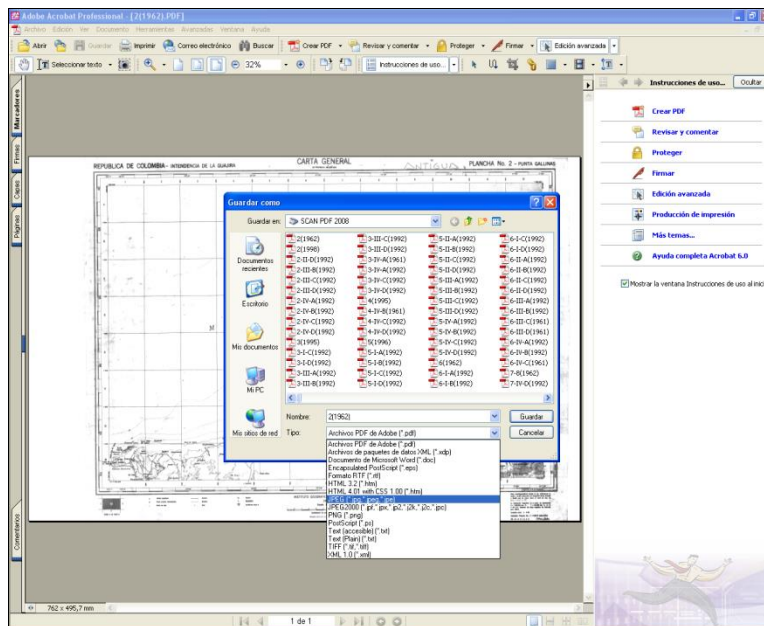 Adobe Acrobat Professional - [2(1962).PDF]
Archivo Edición Ver Documento Herramientas Avanzadas Ventana Ayuda
Abrir Guardar Imprimir Correo electrónico Buscar Crear PDF Revisar y comentar Proteger Firmar Edición avanzada
Seleccionar texto 32% Instrucciones de uso...
Instrucciones de uso... Ocultar
Crear PDF
Revisar y comentar
Proteger
Firmar
Edición avanzada
Producción de impresión
Más temas...
Ayuda completa Acrobat 6.0
Mostrar la ventana Instrucciones de uso al inici
Marcadores
Firmas
Capas
Páginas
Comentarios
REPUBLICA DE COLOMBIA - INTENDENCIA DE LA GUAJIRA CARTA GENERAL ANTIGUA PLANCHA No. 2 - PUNTA GALLINAS
Guardar como
Guardar en: SCAN PDF 2008
Documentos recientes
Escritorio
Mis documentos
Mi PC
Mis sitios de red
2(1962) 3-III-C(1992) 5-II-A(1992) 6-I-C(1992)
2(1998) 3-III-D(1992) 5-II-B(1992) 6-I-D(1992)
2-II-D(1992) 3-IV-A(1961) 5-II-C(1992) 6-II-A(1992)
2-III-B(1992) 3-IV-A(1992) 5-II-D(1992) 6-II-B(1992)
2-III-C(1992) 3-IV-C(1992) 5-III-A(1992) 6-II-C(1992)
2-III-D(1992) 3-IV-D(1992) 5-III-B(1992) 6-II-D(1992)
2-IV-A(1992) 4(1995) 5-III-C(1992) 6-III-A(1992)
2-IV-B(1992) 4-IV-B(1961) 5-III-D(1992) 6-III-B(1992)
2-IV-C(1992) 4-IV-C(1992) 5-IV-A(1992) 6-III-C(1961)
2-IV-D(1992) 4-IV-D(1992) 5-IV-B(1992) 6-III-D(1961)
3(1995) 5(1996) 5-IV-C(1992) 6-IV-A(1992)
3-I-C(1992) 5-I-A(1992) 5-IV-D(1992) 6-IV-B(1992)
3-I-D(1992) 5-I-B(1992) 6(1962) 6-IV-C(1961)
3-III-A(1992) 5-I-C(1992) 6-I-A(1992) 7-B(1962)
3-III-B(1992) 5-I-D(1992) 6-I-B(1992) 7-IV-D(1992)
Nombre: 2(1962) Guardar
Tipo: Archivos PDF de Adobe (*.pdf) Cancelar
Archivos PDF de Adobe (*.pdf)
Archivos de paquetes de datos XML (*.xdp)
Documento de Microsoft Word (*.doc)
Encapsulated PostScript (*.eps)
Formato RTF (*.rtf)
HTML 3.2 (*.htm)
HTML 4.01 with CSS 1.00 (*.htm)
JPEG (*.jpg,*.jpeg,*.jpe)
JPEG2000 (*.jpf,*.jpx,*.jp2,*.j2k,*.j2c,*.jpc)
PNG (*.png)
PostScript (*.ps)
Text (accesible) (*.txt)
Text (Plain) (*.txt)
TIFF (*.tif,*.tiff)
XML 1.0 (*.xml)
762 x 495,7 mm
1 de 1